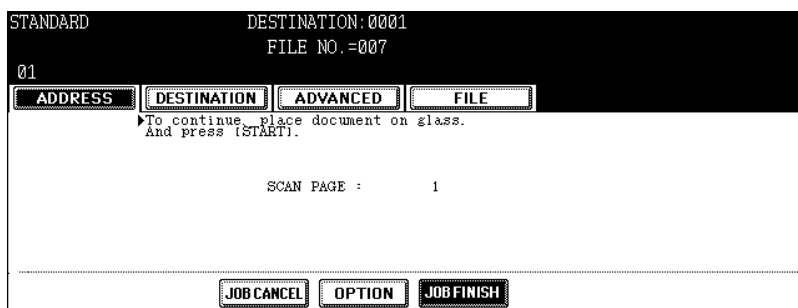 STANDARD DESTINATION:0001
FILE NO.=007
01
ADDRESS DESTINATION ADVANCED FILE
▶To continue, place document on glass.
And press [START].
SCAN PAGE : 1
JOB CANCEL OPTION JOB FINISH